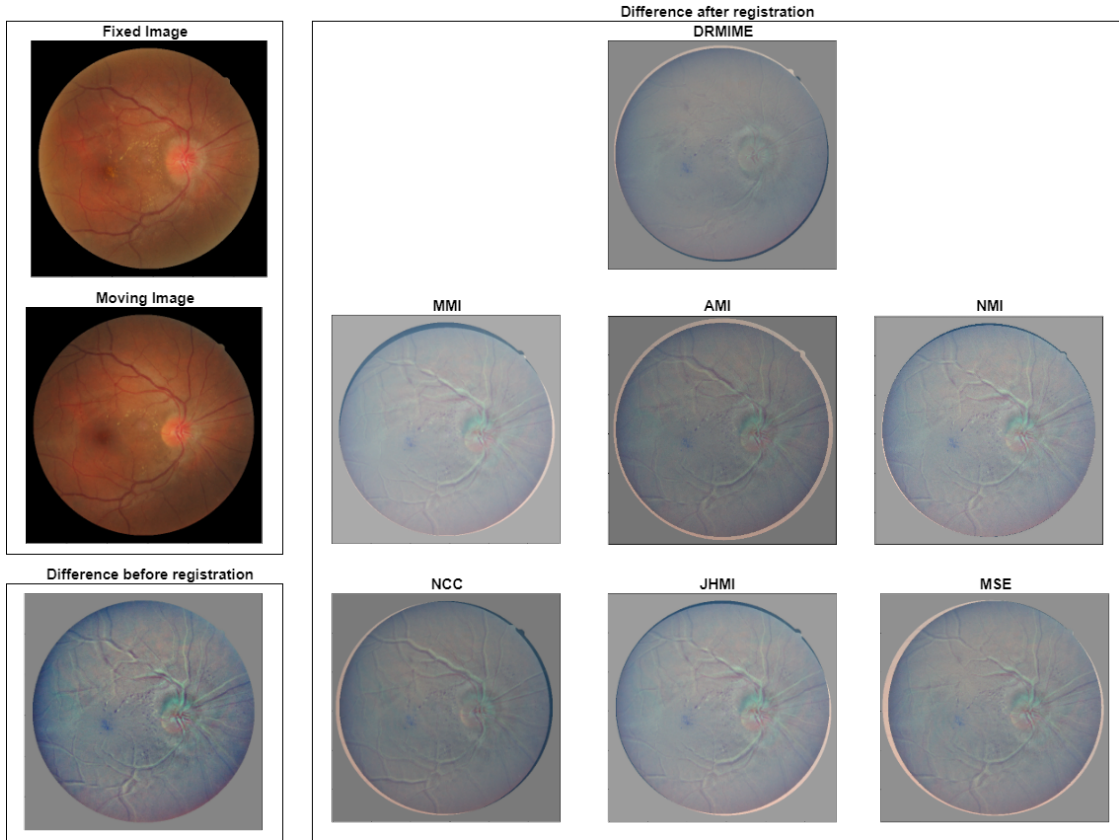 Fixed Image
Moving Image
Difference before registration
Difference after registration
DRMIME
MMI
AMI
NMI
NCC
JHMI
MSE